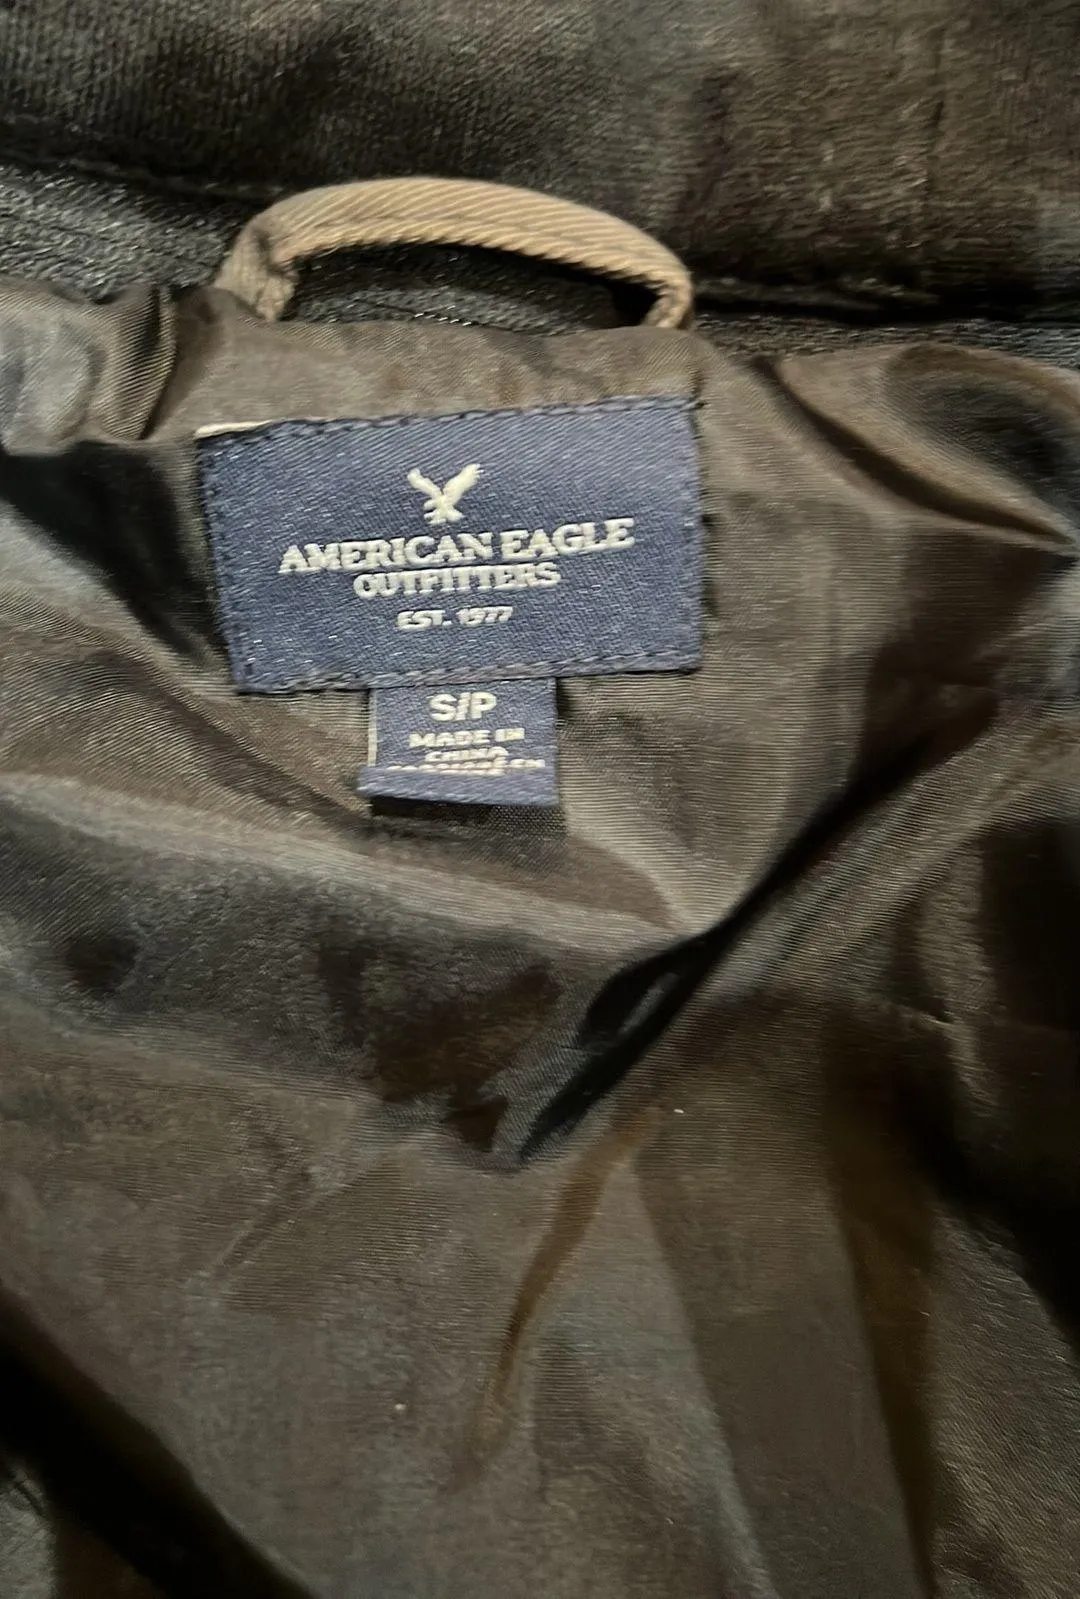 AMERICAN EAGLE
OUTFITTERS
EST. 1977
S/P
MADE IN
CHINA